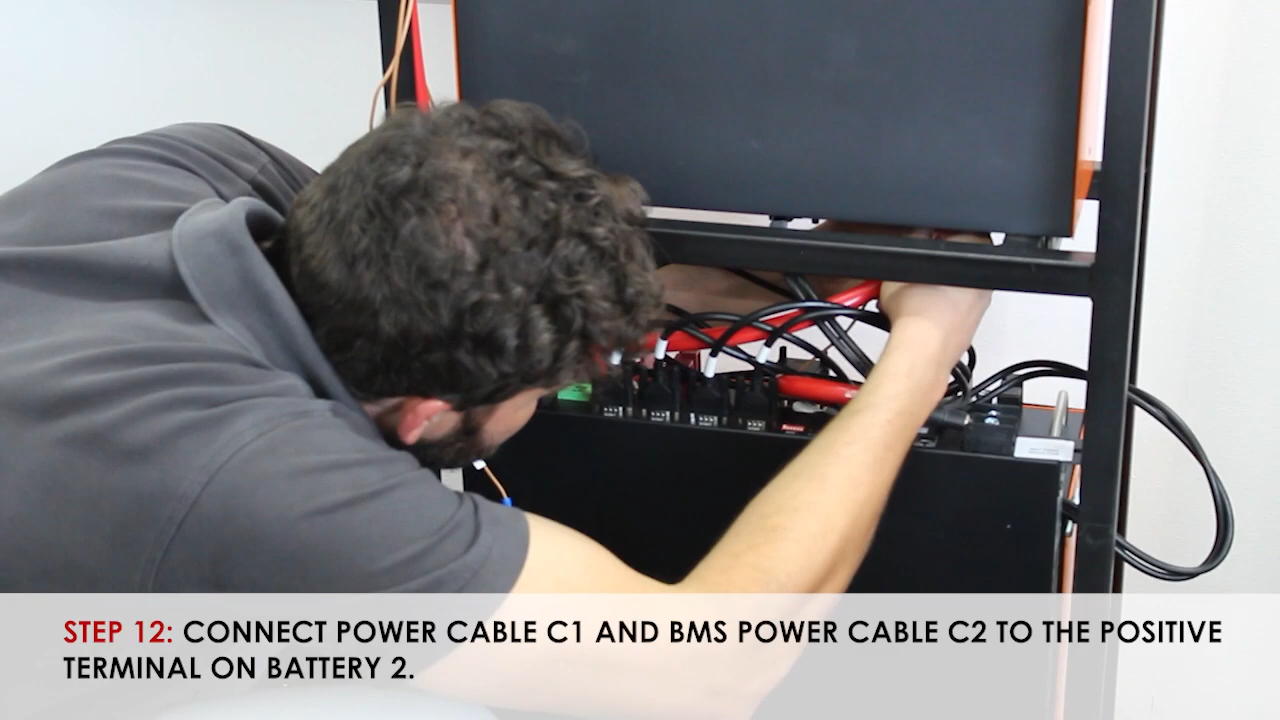 STEP 12: CONNECT POWER CABLE C1 AND BMS POWER CABLE C2 TO THE POSITIVE
TERMINAL ON BATTERY 2.